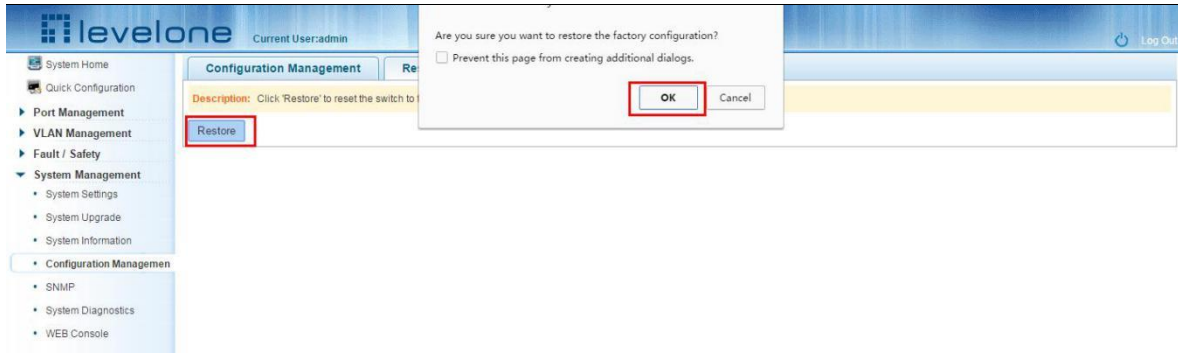 levelone
Current User:admin
Log Out
System Home
Quick Configuration
Port Management
VLAN Management
Fault / Safety
System Management
System Settings
System Upgrade
System Information
Configuration Managemen
SNMP
System Diagnostics
WEB Console
Configuration Management
Re
Description: Click 'Restore' to reset the switch to
Restore
Are you sure you want to restore the factory configuration?
Prevent this page from creating additional dialogs.
OK
Cancel